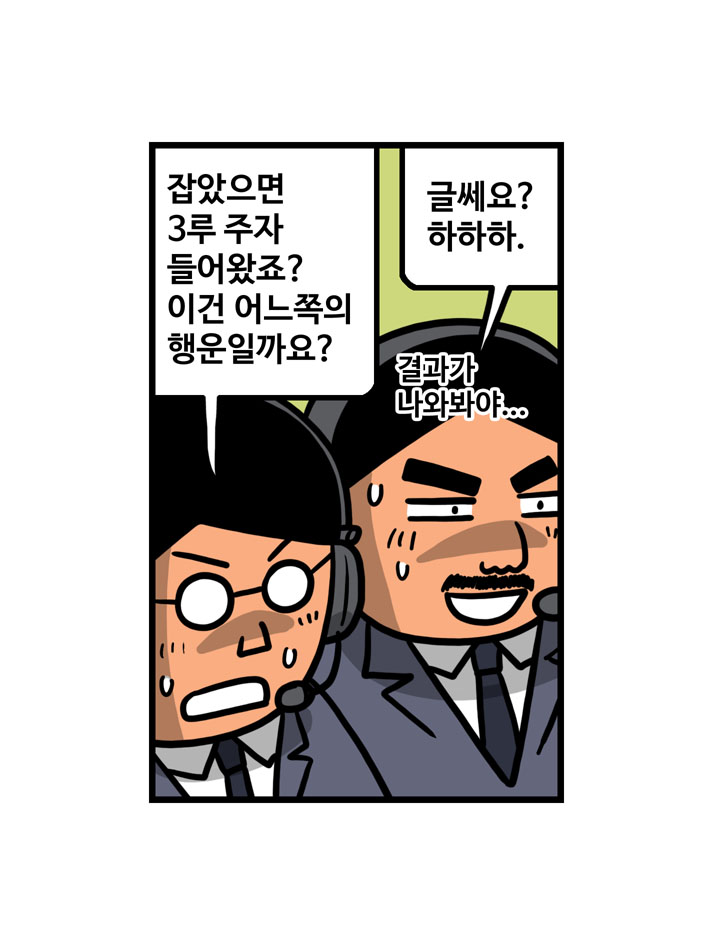 잡았으면
3루 주자
들어왔죠?
이건 어느쪽의
행운일까요?
글쎄요?
하하하.
결과가
나와봐야...